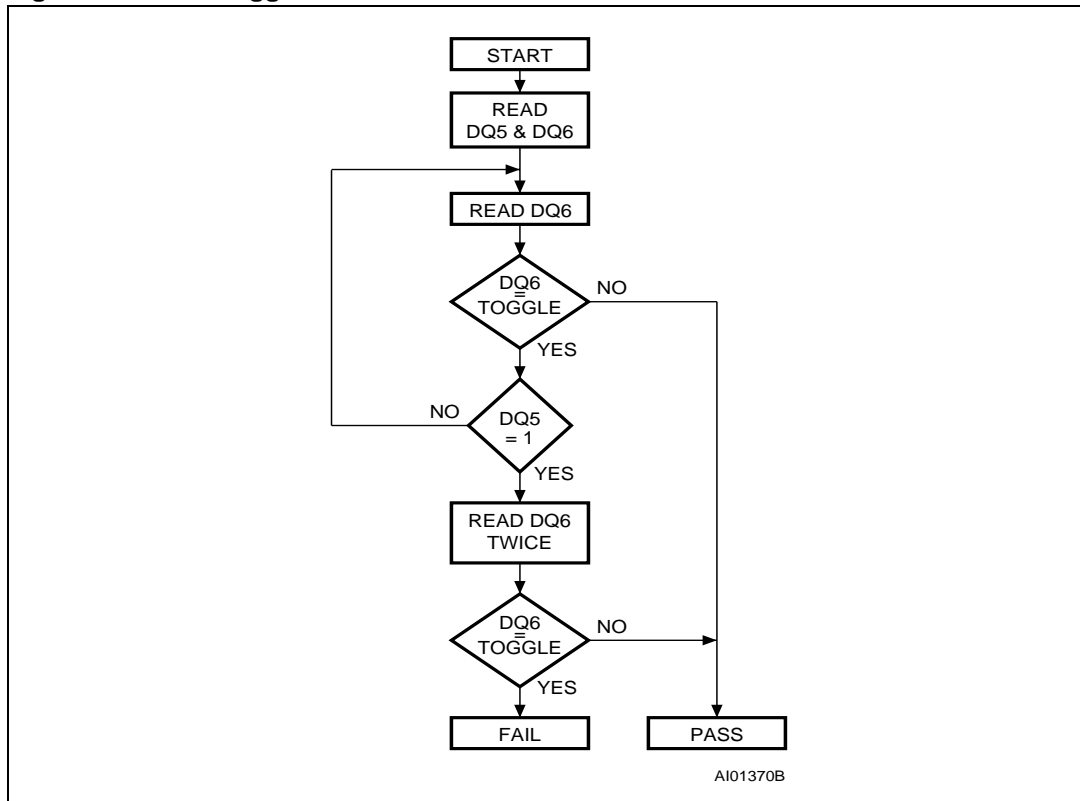 START
READ
DQ5 & DQ6
READ DQ6
DQ6
=
TOGGLE
NO
YES
NO
DQ5
= 1
YES
READ DQ6
TWICE
DQ6
=
TOGGLE
NO
YES
FAIL
PASS
AI01370B